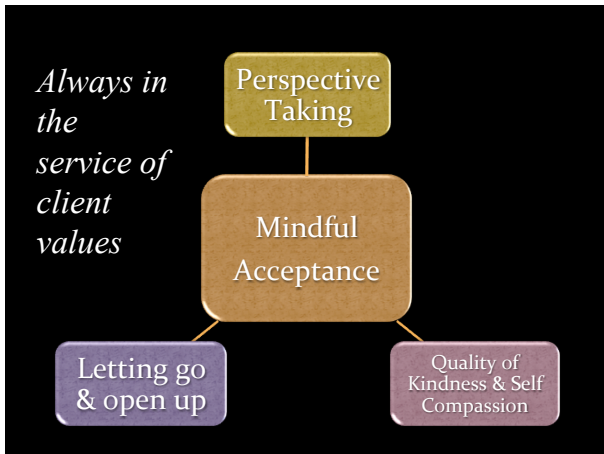 Always in
the
service of
client
values
Perspective
Taking
Mindful
Acceptance
Letting go
& open up
Quality of
Kindness & Self
Compassion